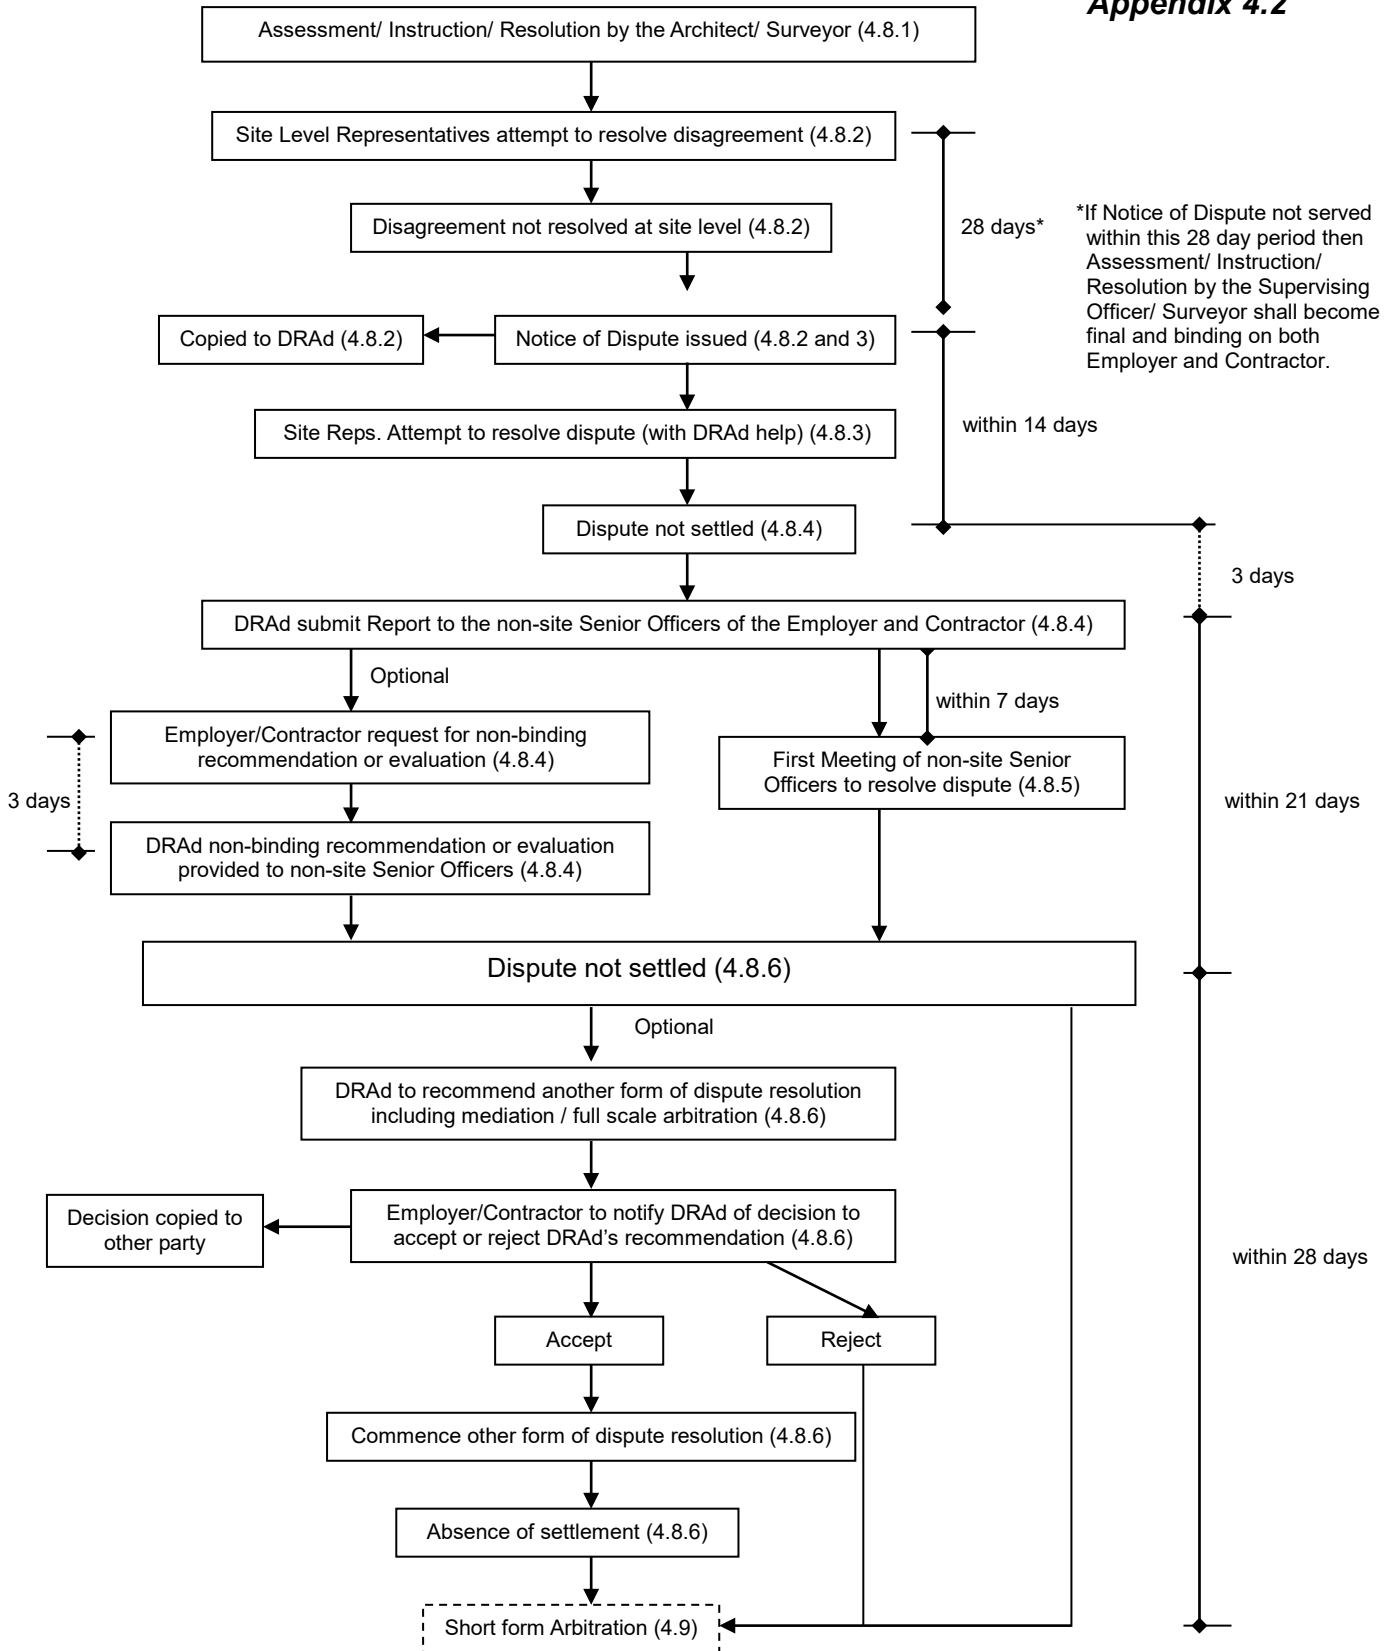 Appendix 4.2
Assessment/ Instruction/ Resolution by the Architect/ Surveyor (4.8.1)
Site Level Representatives attempt to resolve disagreement (4.8.2)
Disagreement not resolved at site level (4.8.2)
28 days*
*If Notice of Dispute not served
within this 28 day period then
Assessment/ Instruction/
Resolution by the Supervising
Officer/ Surveyor shall become
final and binding on both
Employer and Contractor.
Copied to DRAd (4.8.2)
Notice of Dispute issued (4.8.2 and 3)
Site Reps. Attempt to resolve dispute (with DRAd help) (4.8.3)
within 14 days
Dispute not settled (4.8.4)
3 days
DRAd submit Report to the non-site Senior Officers of the Employer and Contractor (4.8.4)
Optional
within 7 days
Employer/Contractor request for non-binding
recommendation or evaluation (4.8.4)
First Meeting of non-site Senior
Officers to resolve dispute (4.8.5)
3 days
within 21 days
DRAd non-binding recommendation or evaluation
provided to non-site Senior Officers (4.8.4)
Dispute not settled (4.8.6)
Optional
DRAd to recommend another form of dispute resolution
including mediation / full scale arbitration (4.8.6)
Decision copied to
other party
Employer/Contractor to notify DRAd of decision to
accept or reject DRAd’s recommendation (4.8.6)
within 28 days
Accept
Reject
Commence other form of dispute resolution (4.8.6)
Absence of settlement (4.8.6)
Short form Arbitration (4.9)